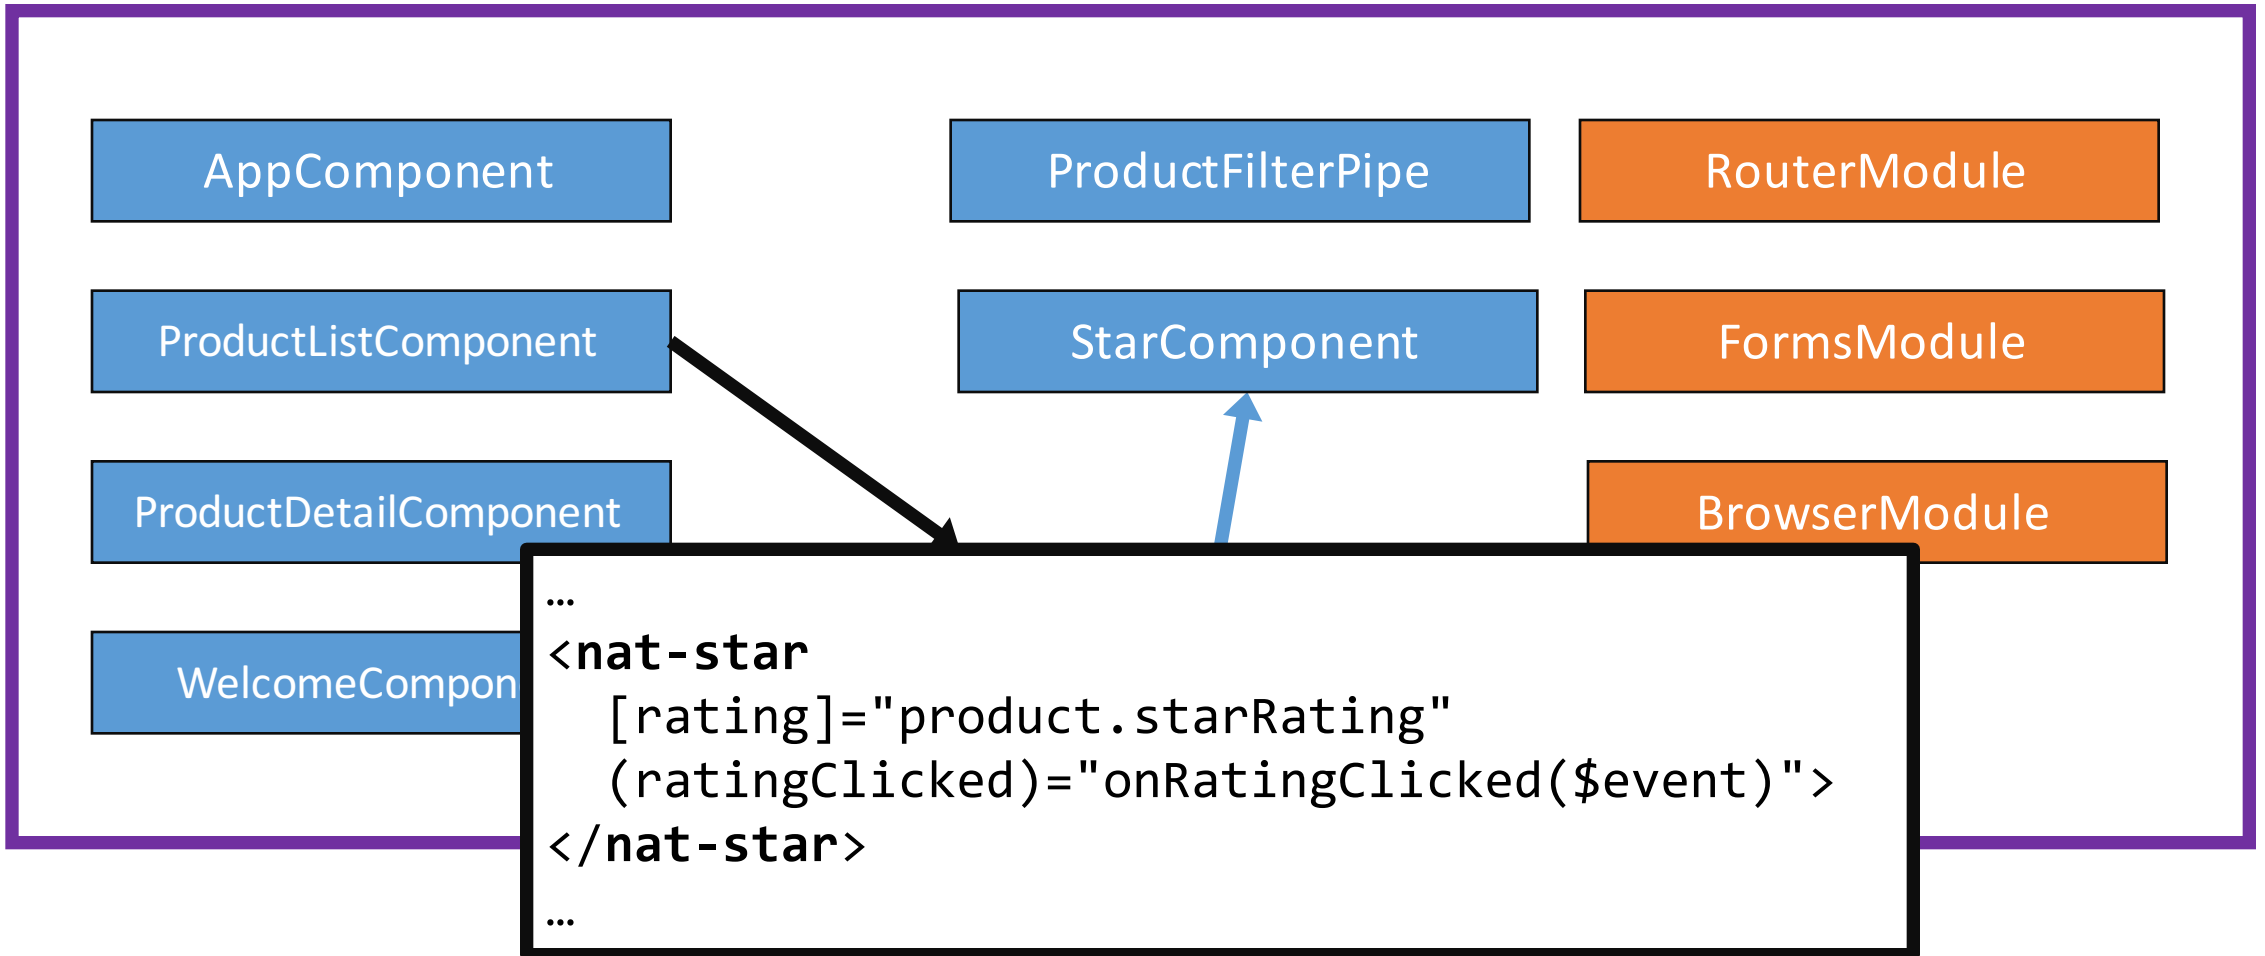 AppComponent
ProductFilterPipe
RouterModule
ProductListComponent
StarComponent
FormsModule
ProductDetailComponent
BrowserModule
…
<nat-star
[rating]="product.starRating"
(ratingClicked)="onRatingClicked($event)">
</nat-star>
…